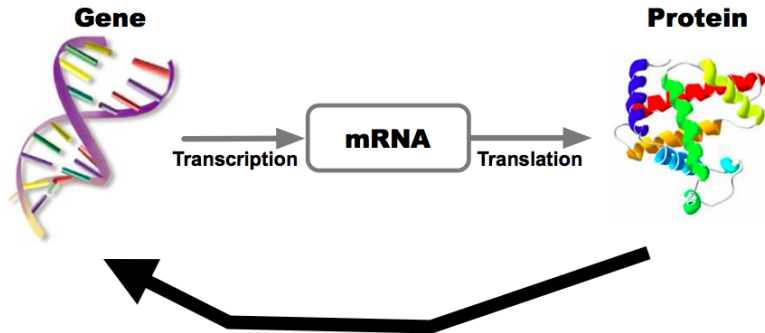 Gene
Protein
mRNA
Transcription
Translation